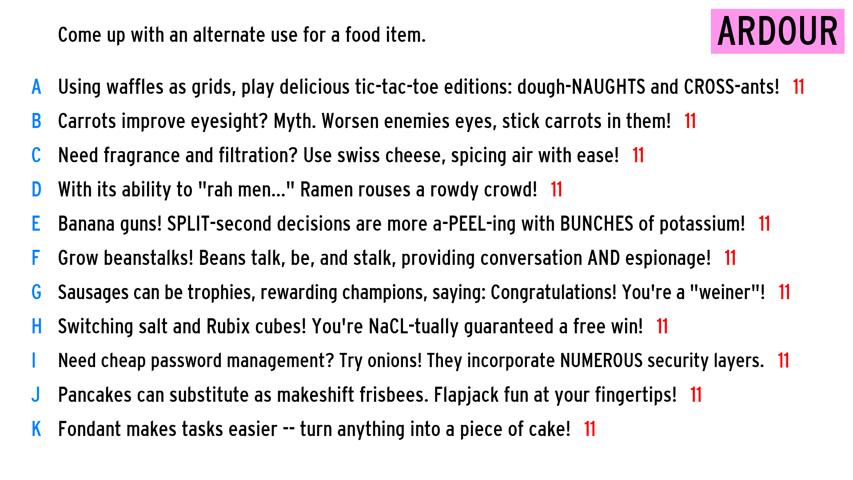 Come up with an alternate use for a food item.
ARDOUR
A Using waffles as grids, play delicious tic-tac-toe editions: dough-NAUGHTS and CROSS-ants! 11
B Carrots improve eyesight? Myth. Worsen enemies eyes, stick carrots in them! 11
C Need fragrance and filtration? Use swiss cheese, spicing air with ease! 11
D With its ability to "rah men..." Ramen rouses a rowdy crowd! 11
E Banana guns! SPLIT-second decisions are more a-PEEL-ing with BUNCHES of potassium! 11
F Grow beanstalks! Beans talk, be, and stalk, providing conversation AND espionage! 11
G Sausages can be trophies, rewarding champions, saying: Congratulations! You're a "weiner"! 11
H Switching salt and Rubix cubes! You're NaCL-tually guaranteed a free win! 11
I Need cheap password management? Try onions! They incorporate NUMEROUS security layers. 11
J Pancakes can substitute as makeshift frisbees. Flapjack fun at your fingertips! 11
K Fondant makes tasks easier -- turn anything into a piece of cake! 11